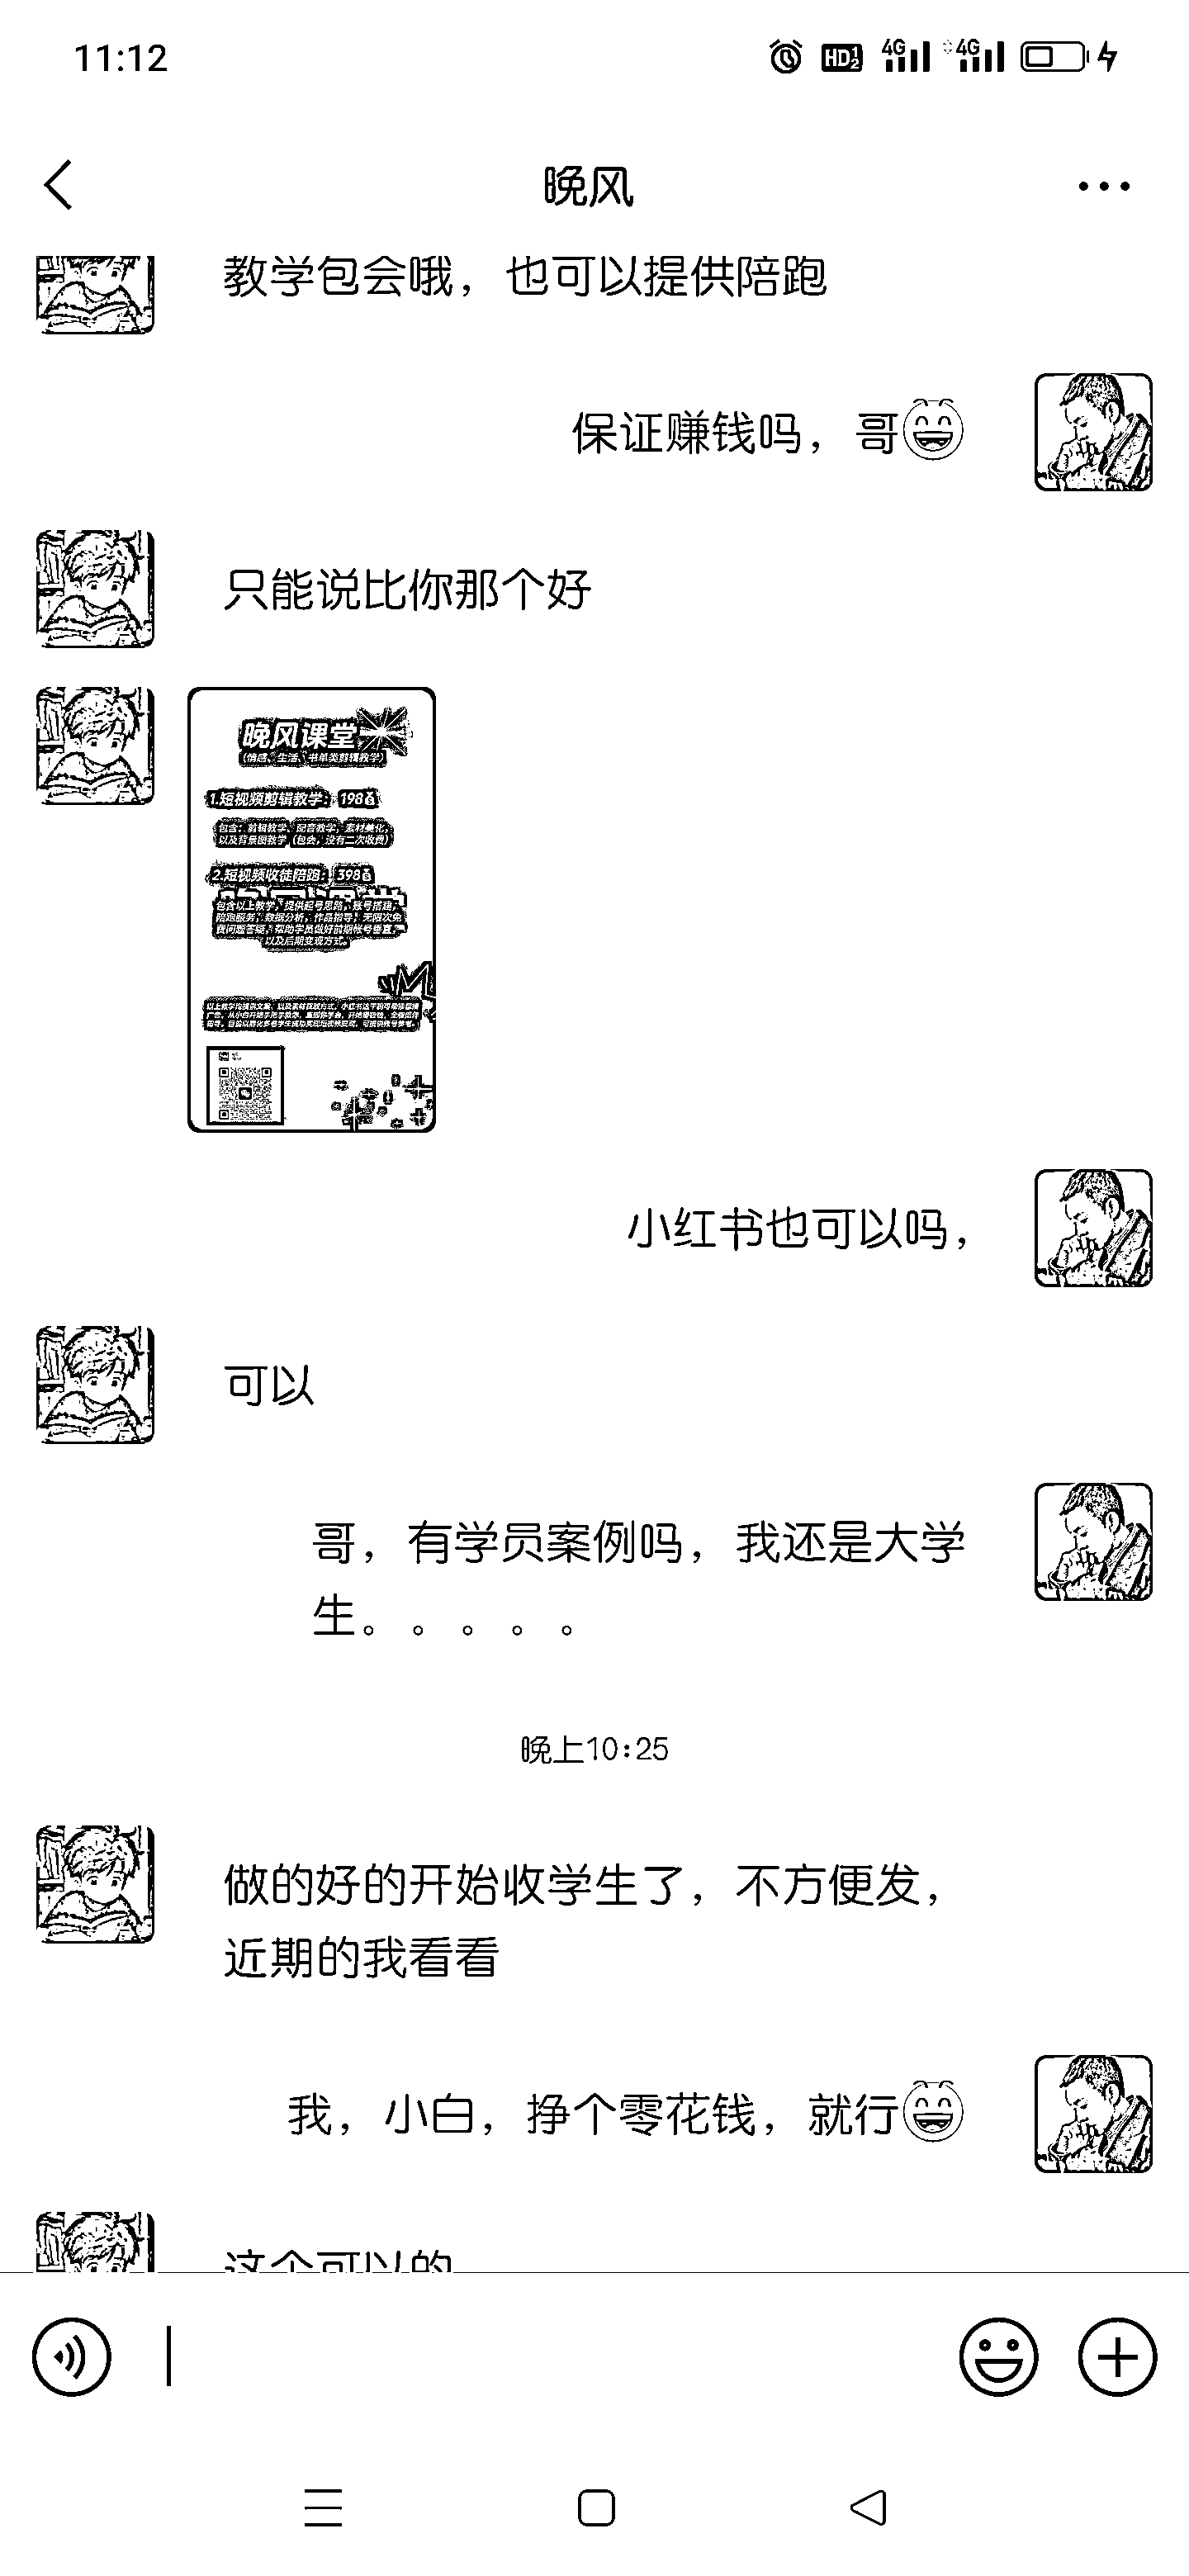 11:12
HD 1 2 4G 4G
晚风
教学包会哦，也可以提供陪跑
保证赚钱吗，哥
只能说比你那个好
晚风课堂
（情感、生活、书单类剪辑教学）
1.短视频剪辑教学：198
包含：剪辑教学，配音教学，素材美化，
以及背景图教学（包会，没有二次收费）
2.短视频收徒陪跑：398
包含以上教学，提供起号思路，账号搭建，
陪跑服务，数据分析，作品指导，无限次免
费问题答疑，帮助学员做好前期帐号垂直，
以及后期变现方式。
小红书也可以吗，
可以
哥，有学员案例吗，我还是大学
生。。。。。
晚上10:25
做的好的开始收学生了，不方便发，
近期的我看看
我，小白，挣个零花钱，就行
这个可以的